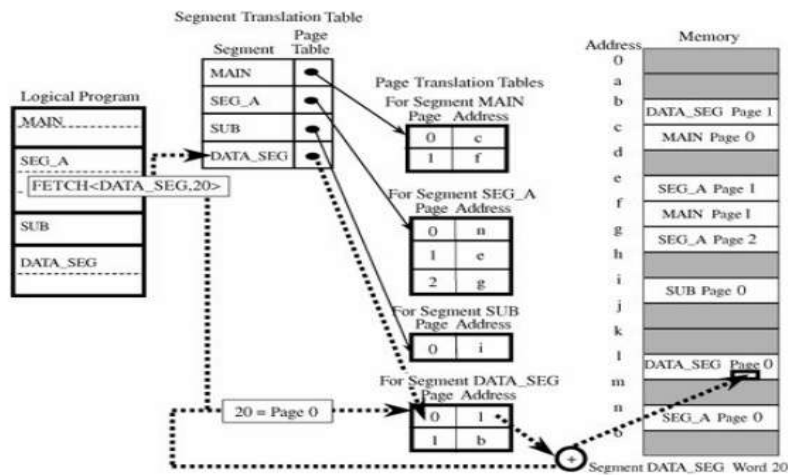 Segment Translation Table
Segment
Page
Table
MAIN
SEG_A
SUB
DATA_SEG
Logical Program
MAIN
SEG_A
FETCH<DATA_SEG,20>
SUB
DATA_SEG
Page Translation Tables
For Segment MAIN
Page Address
0 c
1 f
For Segment SEG_A
Page Address
0 n
1 e
2 g
For Segment SUB
Page Address
0 i
For Segment DATA_SEG
Page Address
0 l
1 b
20 = Page 0
+
Memory
Address
0
a
b
DATA_SEG Page 1
c
MAIN Page 0
d
e
SEG_A Page 1
f
MAIN Page1
g
SEG_A Page 2
h
i
SUB Page 0
j
k
l
DATA_SEG Page 0
m
n
SEG_A Page 0
o
Segment DATA_SEG Word 20